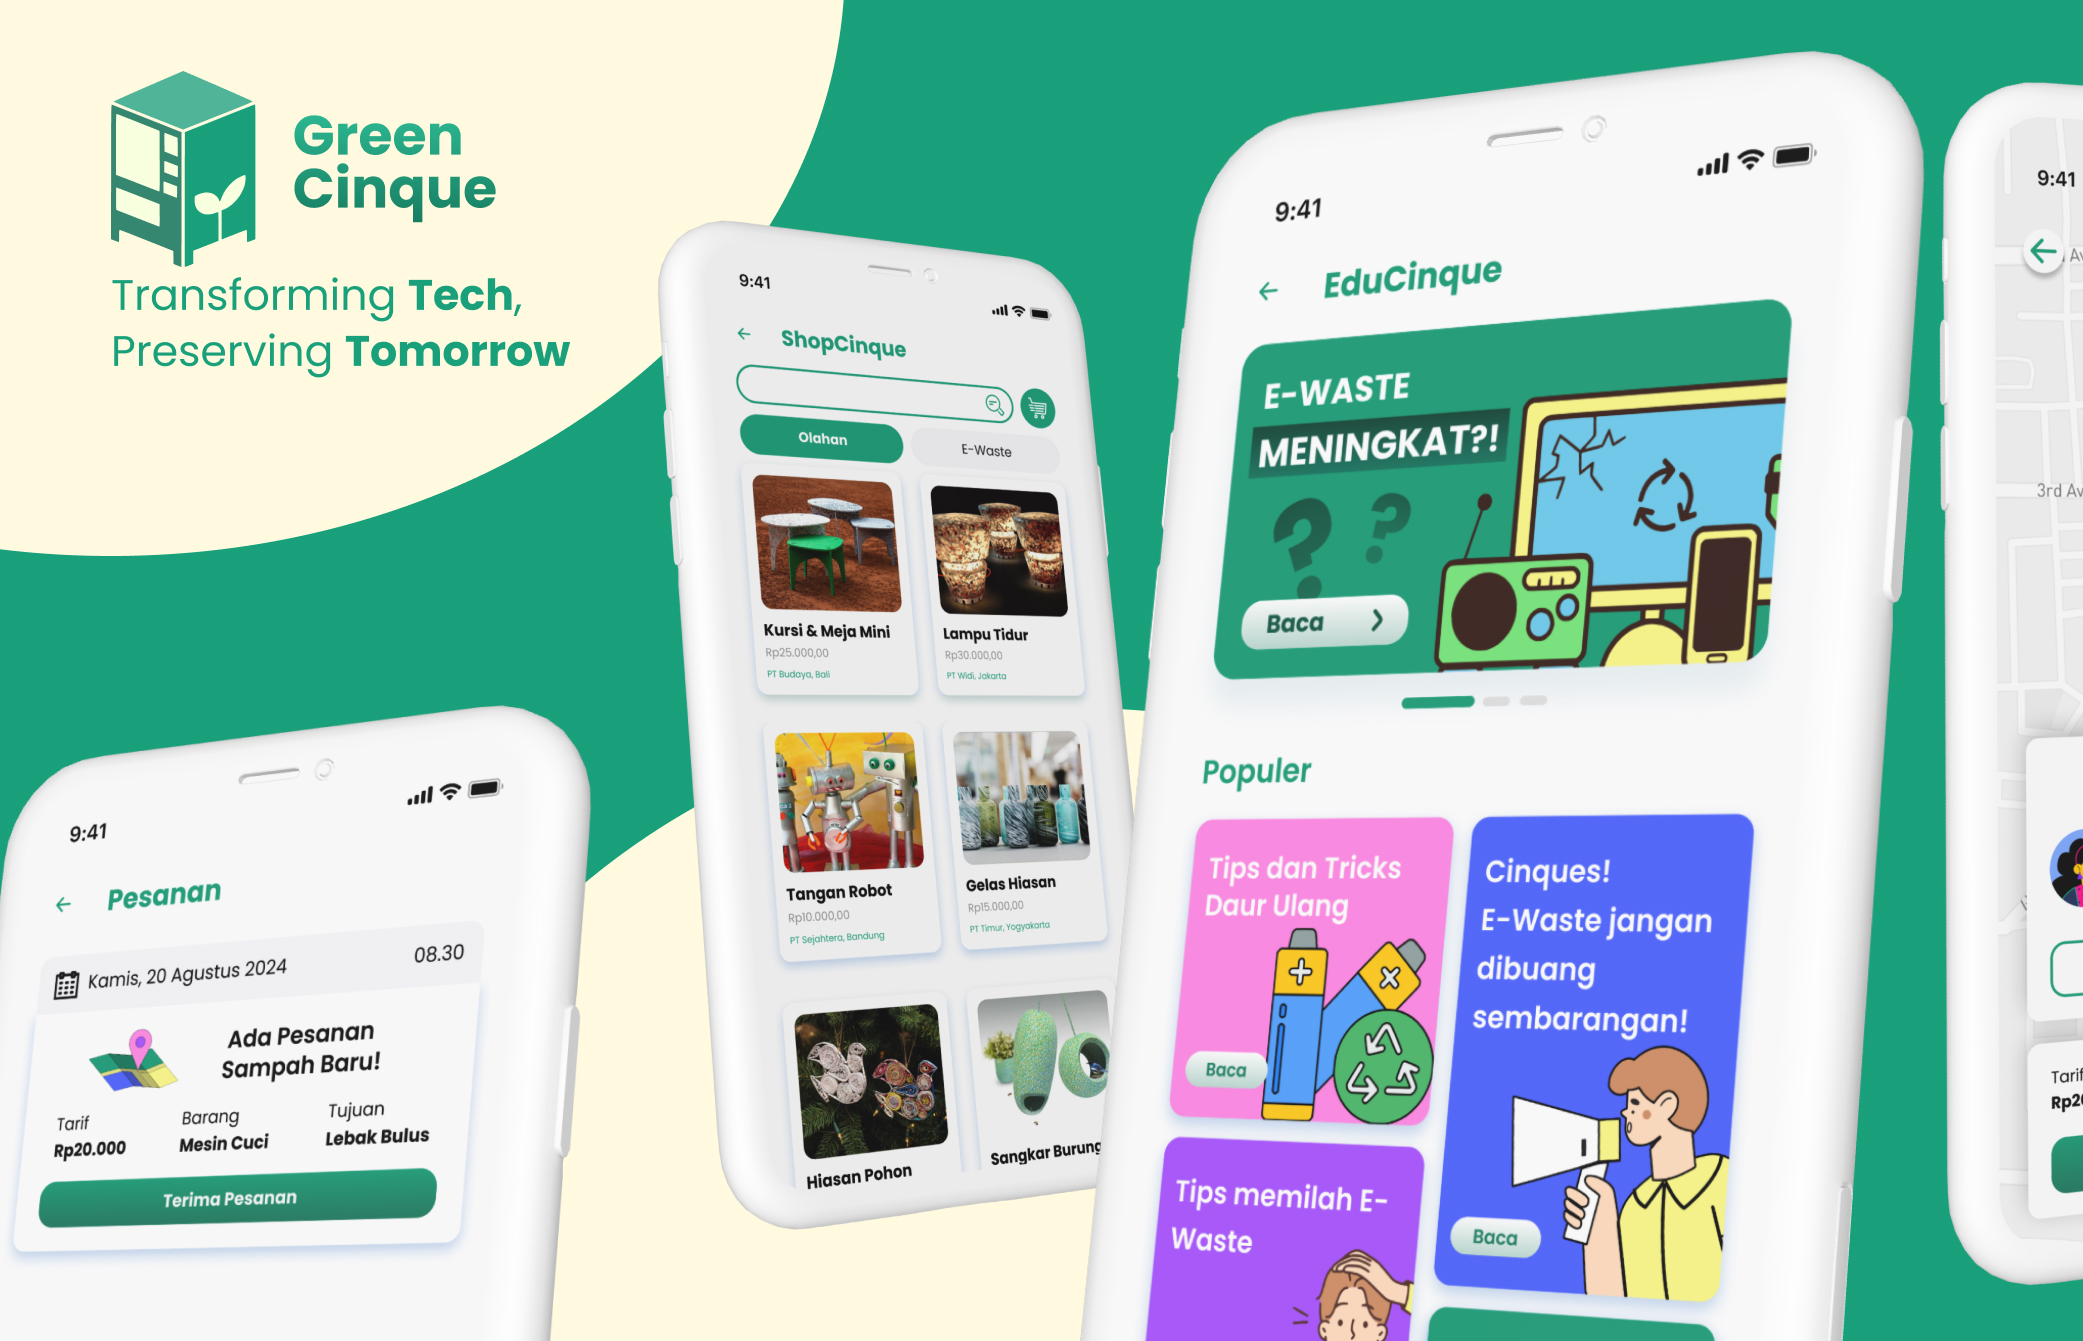 Green
Cinque
Transforming Tech,
Preserving Tomorrow
9:41
Pesanan
Kamis, 20 Agustus 2024
08.30
Ada Pesanan
Sampah Baru!
Tarif
Barang
Tujuan
Rp20.000
Mesin Cuci
Lebak Bulus
Terima Pesanan
9:41
ShopCinque
Olahan
E-Waste
Kursi & Meja Mini
Rp25.000,00
PT Budaya, Bali
Lampu Tidur
Rp30.000,00
PT Widi, Jakarta
Tangan Robot
Rp10.000,00
PT Sejahtera, Bandung
Gelas Hiasan
Rp15.000,00
PT Timur, Yogyakarta
Hiasan Pohon
Sangkar Burung
9:41
EduCinque
E-WASTE
MENINGKAT?!
? ?
Baca
Populer
Tips dan Tricks
Daur Ulang
Baca
Cinques!
E-Waste jangan
dibuang
sembarangan!
Baca
Tips memilah E-
Waste
9:41
Av
3rd Av
Tarif
Rp20